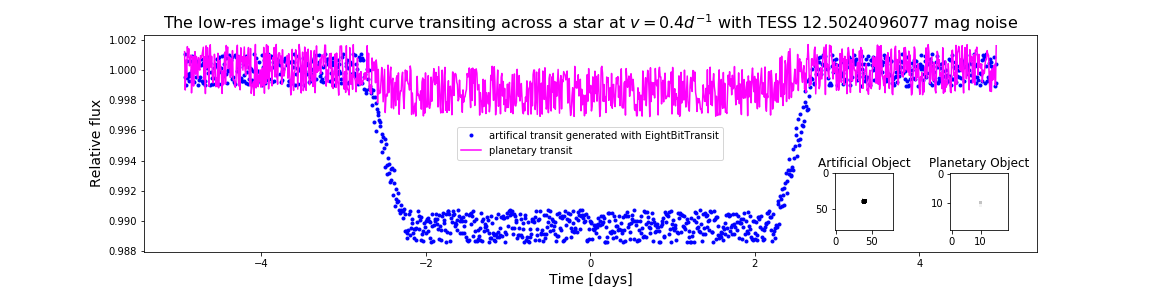 The low-res image's light curve transiting across a star at v = 0.4d⁻¹ with TESS 12.5024096077 mag noise
1.002
1.000
0.998
0.996
0.994
0.992
0.990
0.988
Relative flux
artifical transit generated with EightBitTransit
planetary transit
Artificial Object
0
50
0 50
Planetary Object
0
10
0 10
−4 −2 0 2 4
Time [days]